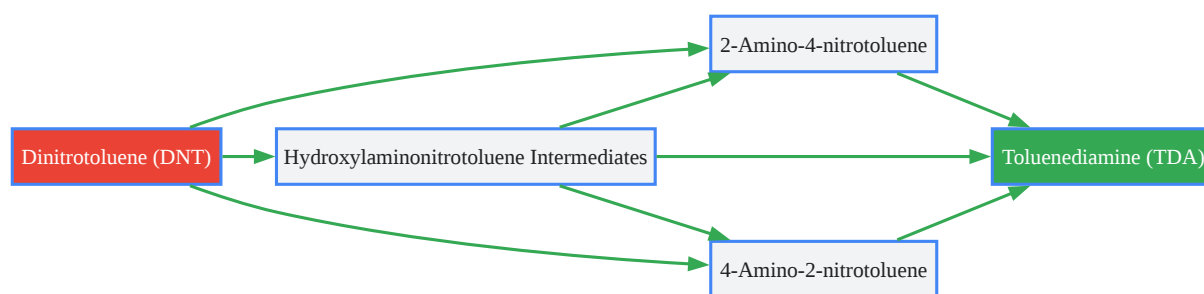 2-Amino-4-nitrotoluene
Dinitrotoluene (DNT)
Hydroxylaminonitrotoluene Intermediates
Toluenediamine (TDA)
4-Amino-2-nitrotoluene